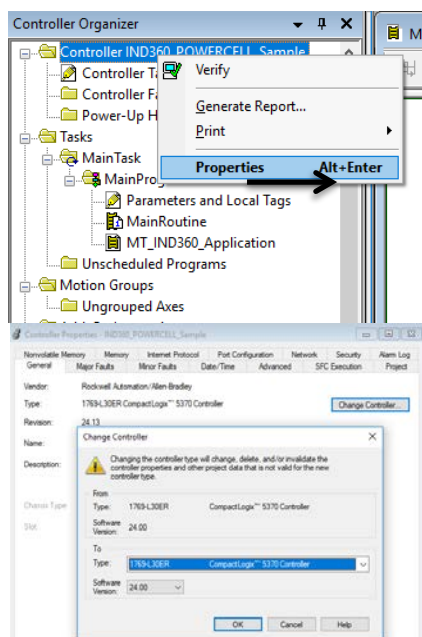 Controller Organizer
Controller IND360_POWERCELL_Sample
Controller T
Verify
Controller Fa
Generate Report...
Power-Up H
Print
Tasks
MainTask
Properties Alt+Enter
MainProg
Parameters and Local Tags
MainRoutine
MT_IND360_Application
Unscheduled Programs
Motion Groups
Ungrouped Axes
Controller Properties - IND360_POWERCELL_Sample
Nonvolatile Memory Memory Internet Protocol Port Configuration Network Security Alarm Log
General Major Faults Minor Faults Date/Time Advanced SFC Execution Project
Vendor: Rockwell Automation/Allen-Bradley
Type: 1769-L30ER CompactLogix™ 5370 Controller Change Controller...
Revision: 24.13
Name:
Change Controller
Description:
Changing the controller type will change, delete, and/or invalidate the
controller properties and other project data that is not valid for the new
controller type.
From
Chassis Type
Type: 1769-L30ER CompactLogix™ 5370 Controller
Slot
Software
Version: 24.00
To
Type: 1769-L30ER CompactLogix™ 5370 Controller
Software
Version: 24.00
OK Cancel Help